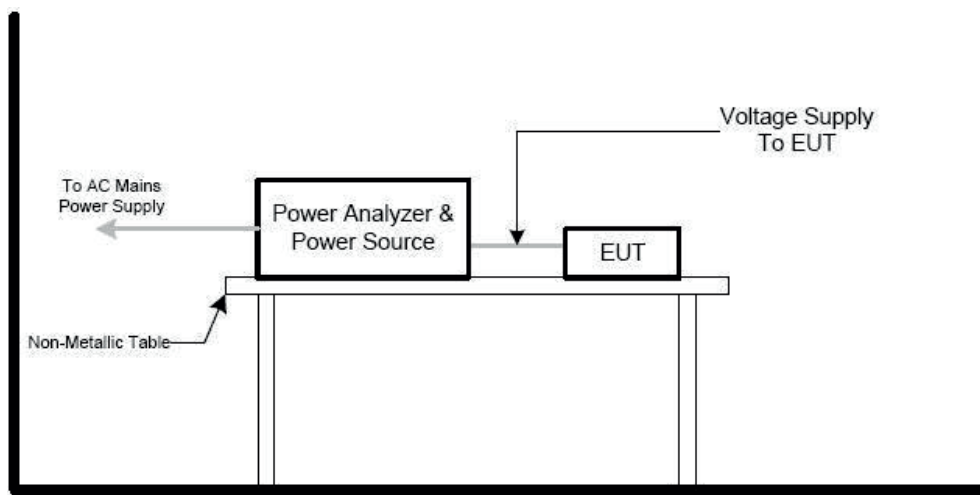 Voltage Supply
To EUT
To AC Mains
Power Supply
Power Analyzer &
Power Source
EUT
Non-Metallic Table